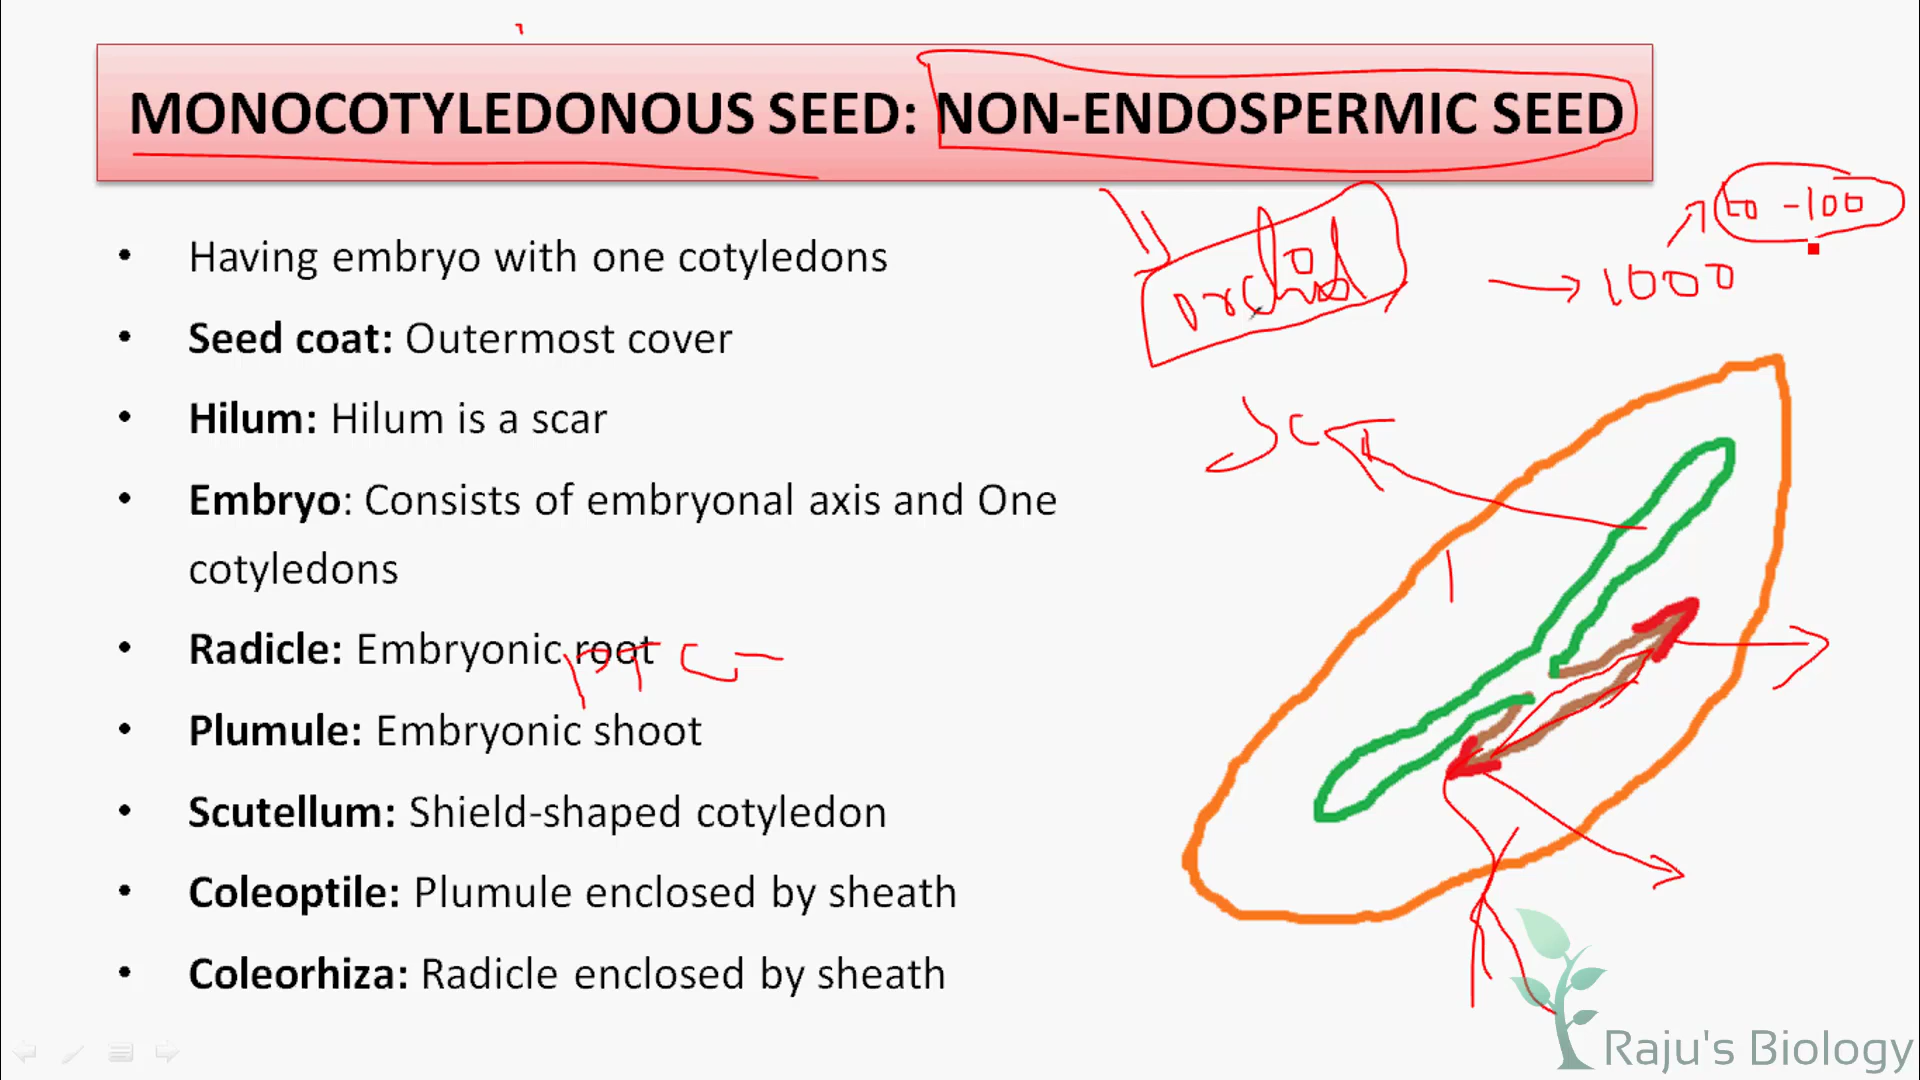 MONOCOTYLEDONOUS SEED: NON-ENDOSPERMIC SEED
orchid
→ 1000
-100
• Having embryo with one cotyledons
• Seed coat: Outermost cover
• Hilum: Hilum is a scar
• Embryo: Consists of embryonal axis and One
cotyledons
• Radicle: Embryonic root
• Plumule: Embryonic shoot
• Scutellum: Shield-shaped cotyledon
• Coleoptile: Plumule enclosed by sheath
• Coleorhiza: Radicle enclosed by sheath
Raju's Biology